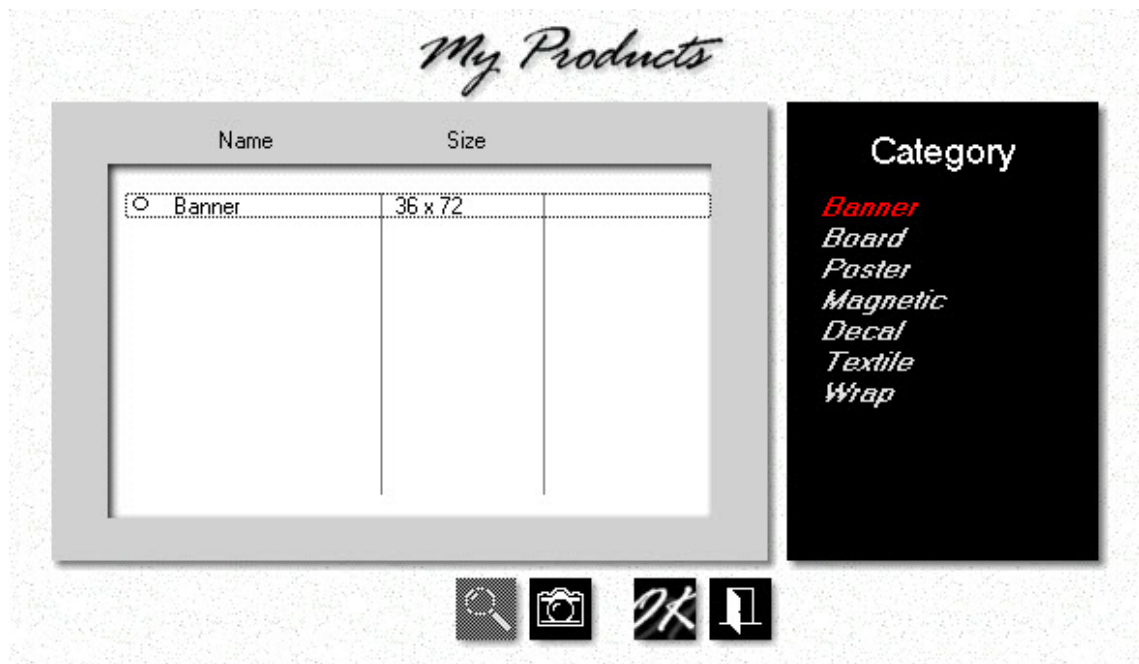 My Products
Name Size
Banner 36 x 72
Category
Banner
Board
Poster
Magnetic
Decal
Textile
Wrap
OK